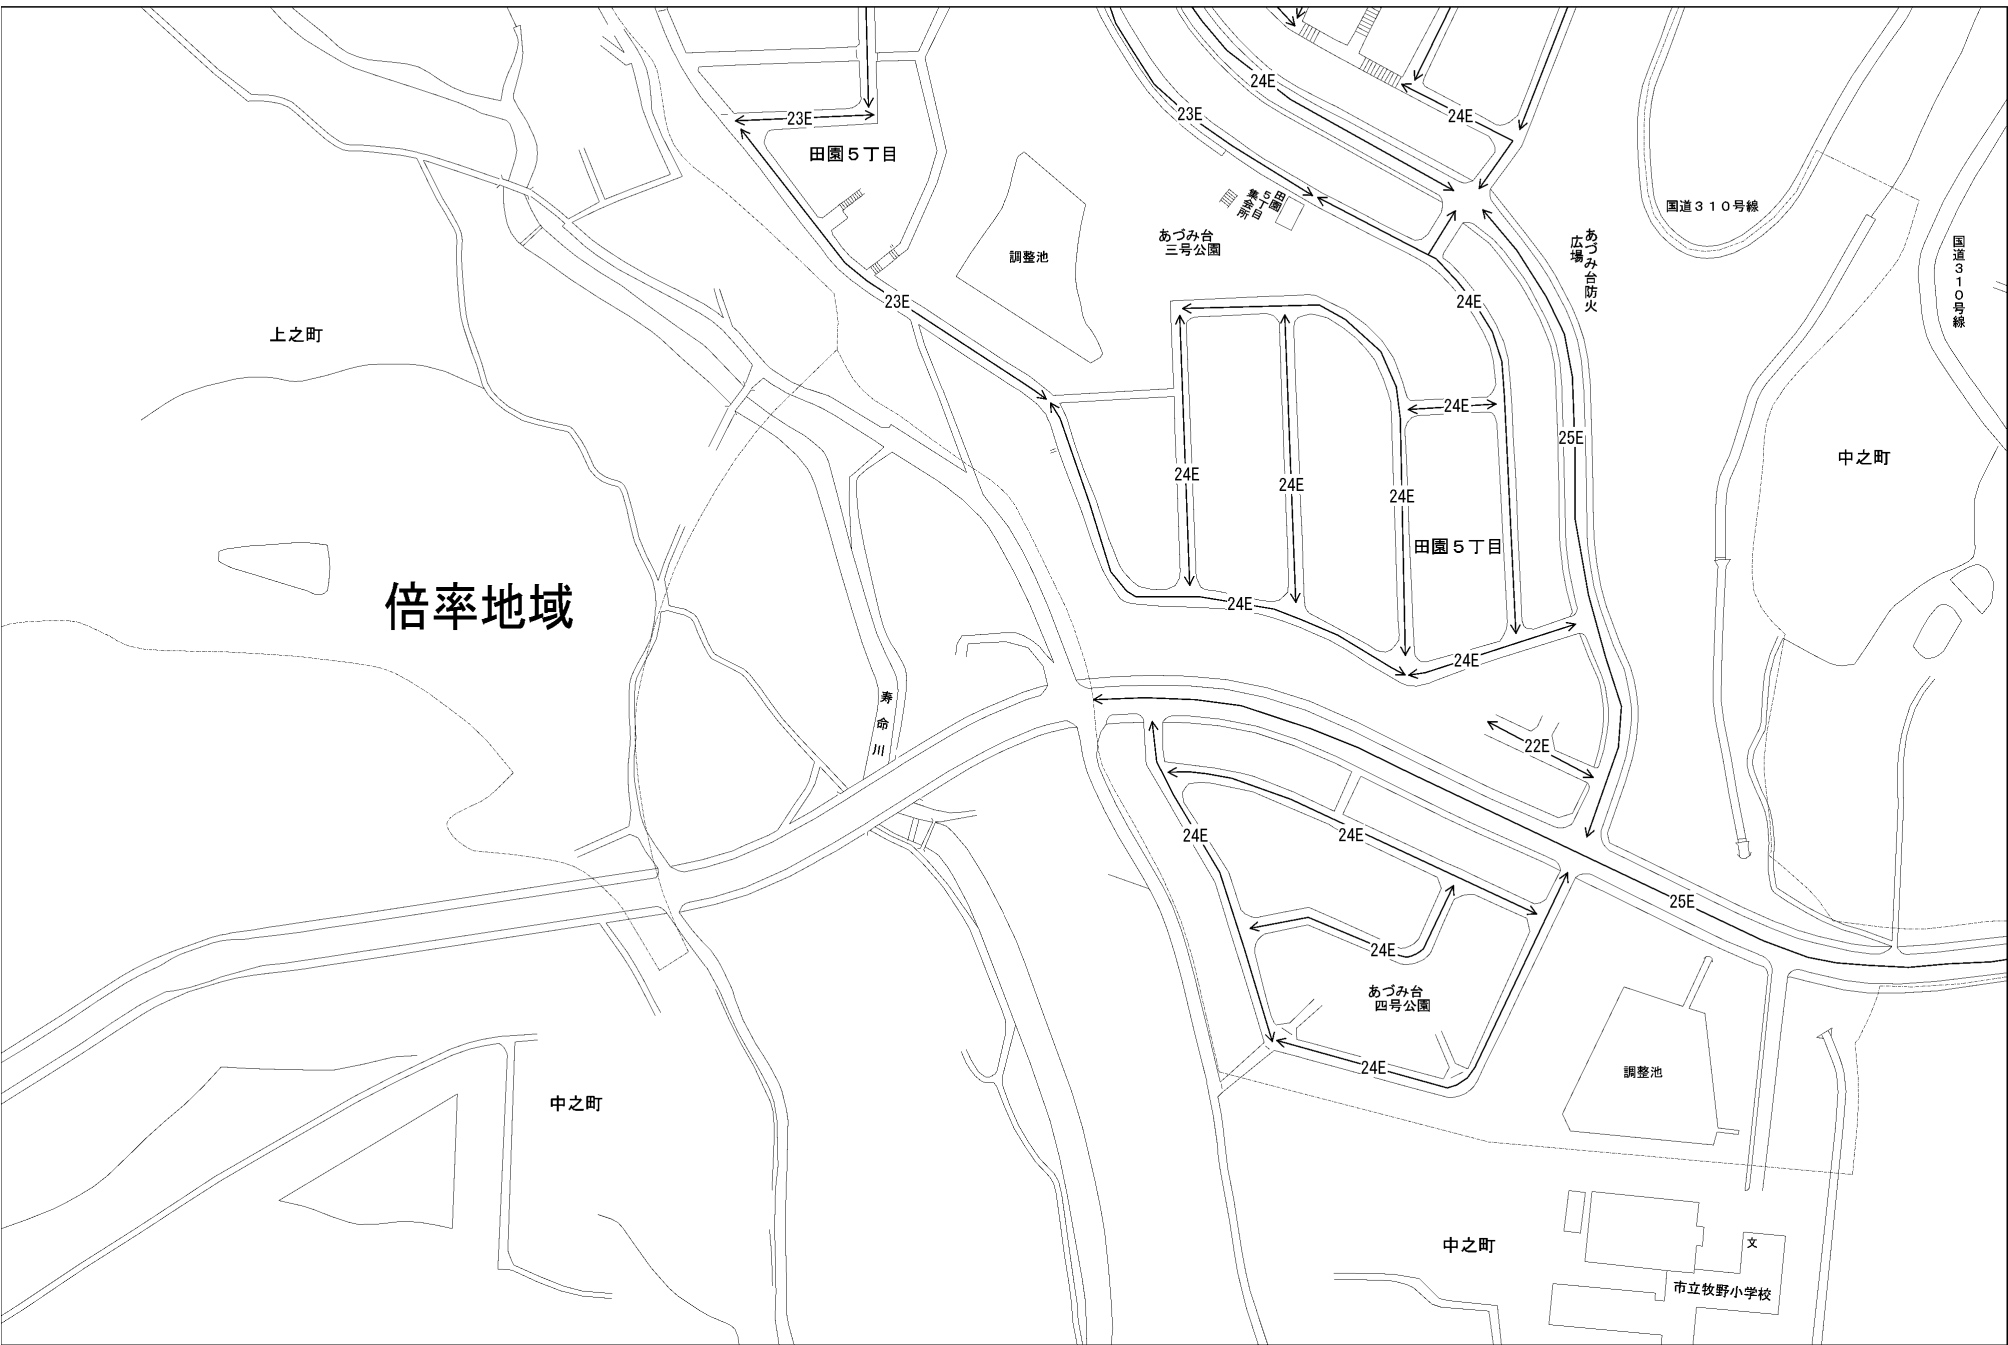 24E
23E
24E
23E
田園５丁目
国道３１０号線
田園
５丁目
集会所
あづみ台
三号公園
あづみ台防火
広場
国道３１０号線
調整池
23E
24E
上之町
24E
25E
中之町
24E
24E
24E
田園５丁目
倍率地域
24E
24E
寿命川
22E
24E
24E
25E
24E
あづみ台
四号公園
24E
調整池
中之町
中之町
文
市立牧野小学校